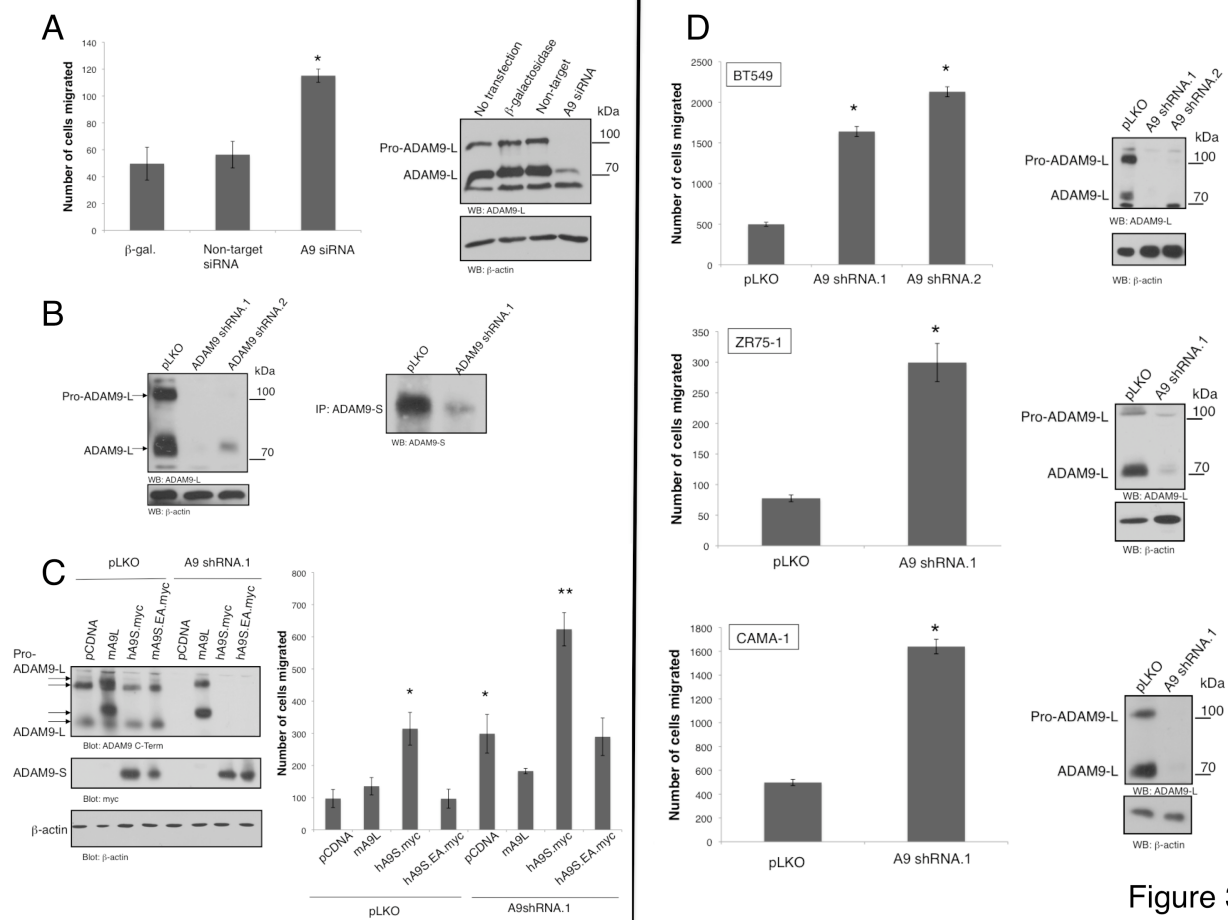 A
140
120
100
80
60
40
20
0
Number of cells migrated
*
β-gal.
Non-target
siRNA
A9 siRNA
No transfection
β-galactosidase
Non-target
A9 siRNA
kDa
Pro-ADAM9-L
100
ADAM9-L
70
WB: ADAM9-L
WB: β-actin
B
pLKO
ADAM9 shRNA.1
ADAM9 shRNA.2
kDa
Pro-ADAM9-L
100
ADAM9-L
70
WB: ADAM9-L
WB: β-actin
pLKO
ADAM9 shRNA.1
IP: ADAM9-S
WB: ADAM9-S
C
pLKO
A9 shRNA.1
pCDNA
mA9L
hA9S.myc
mA9S.EA.myc
pCDNA
mA9L
hA9S.myc
hA9S.EA.myc
Pro-
ADAM9-L
ADAM9-L
Blot: ADAM9 C-Term
ADAM9-S
Blot: myc
β-actin
Blot: β-actin
800
700
600
500
400
300
200
100
0
Number of cells migrated
*
*
**
pCDNA
mA9L
hA9S.myc
hA9S.EA.myc
pCDNA
mA9L
hA9S.myc
hA9S.EA.myc
pLKO
A9shRNA.1
D
BT549
2500
2000
1500
1000
500
0
Number of cells migrated
*
*
pLKO
A9 shRNA.1
A9 shRNA.2
pLKO
A9 shRNA.1
A9 shRNA.2
kDa
Pro-ADAM9-L
100
ADAM9-L
70
WB: ADAM9-L
WB: β-actin
ZR75-1
350
300
250
200
150
100
50
0
Number of cells migrated
*
pLKO
A9 shRNA.1
pLKO
A9 shRNA.1
kDa
Pro-ADAM9-L
100
ADAM9-L
70
WB: ADAM9-L
WB: β-actin
CAMA-1
1800
1600
1400
1200
1000
800
600
400
200
0
Number of cells migrated
*
pLKO
A9 shRNA.1
pLKO
A9 shRNA.1
kDa
Pro-ADAM9-L
100
ADAM9-L
70
WB: ADAM9-L
WB: β-actin
Figure 3